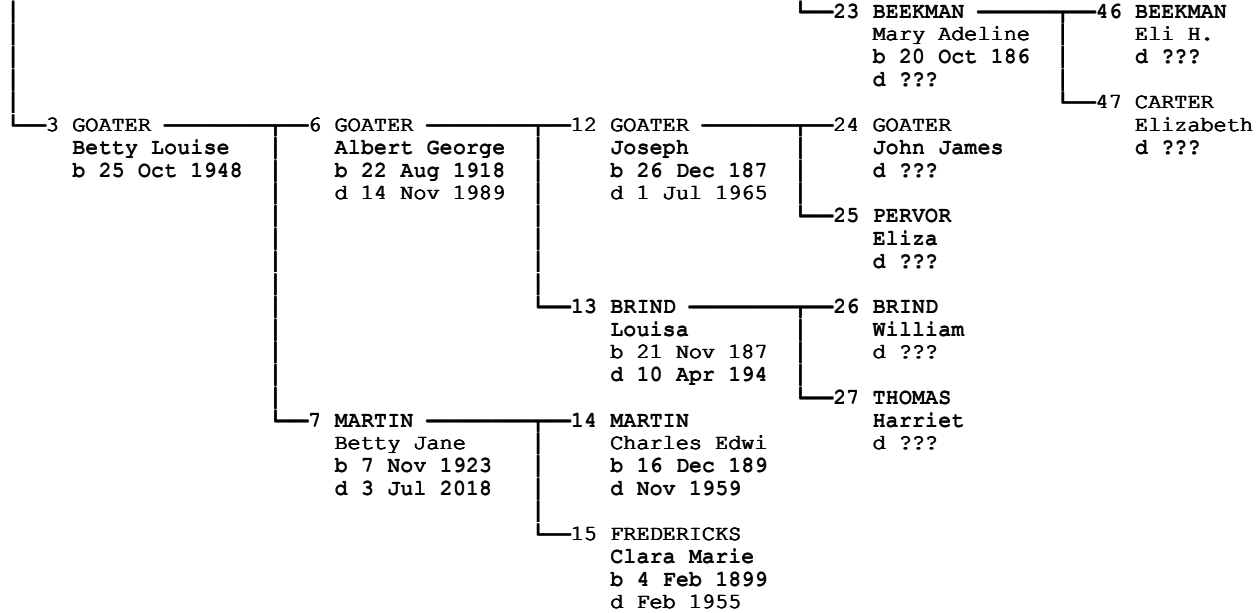 23 BEEKMAN 46 BEEKMAN
Mary Adeline Eli H.
b 20 Oct 186 d ???
d ???
47 CARTER
3 GOATER 6 GOATER 12 GOATER 24 GOATER Elizabeth
Betty Louise Albert George Joseph John James d ???
b 25 Oct 1948 b 22 Aug 1918 b 26 Dec 187 d ???
d 14 Nov 1989 d 1 Jul 1965
25 PERVOR
Eliza
d ???
13 BRIND 26 BRIND
Louisa William
b 21 Nov 187 d ???
d 10 Apr 194
27 THOMAS
7 MARTIN 14 MARTIN Harriet
Betty Jane Charles Edwi d ???
b 7 Nov 1923 b 16 Dec 189
d 3 Jul 2018 d Nov 1959
15 FREDERICKS
Clara Marie
b 4 Feb 1899
d Feb 1955